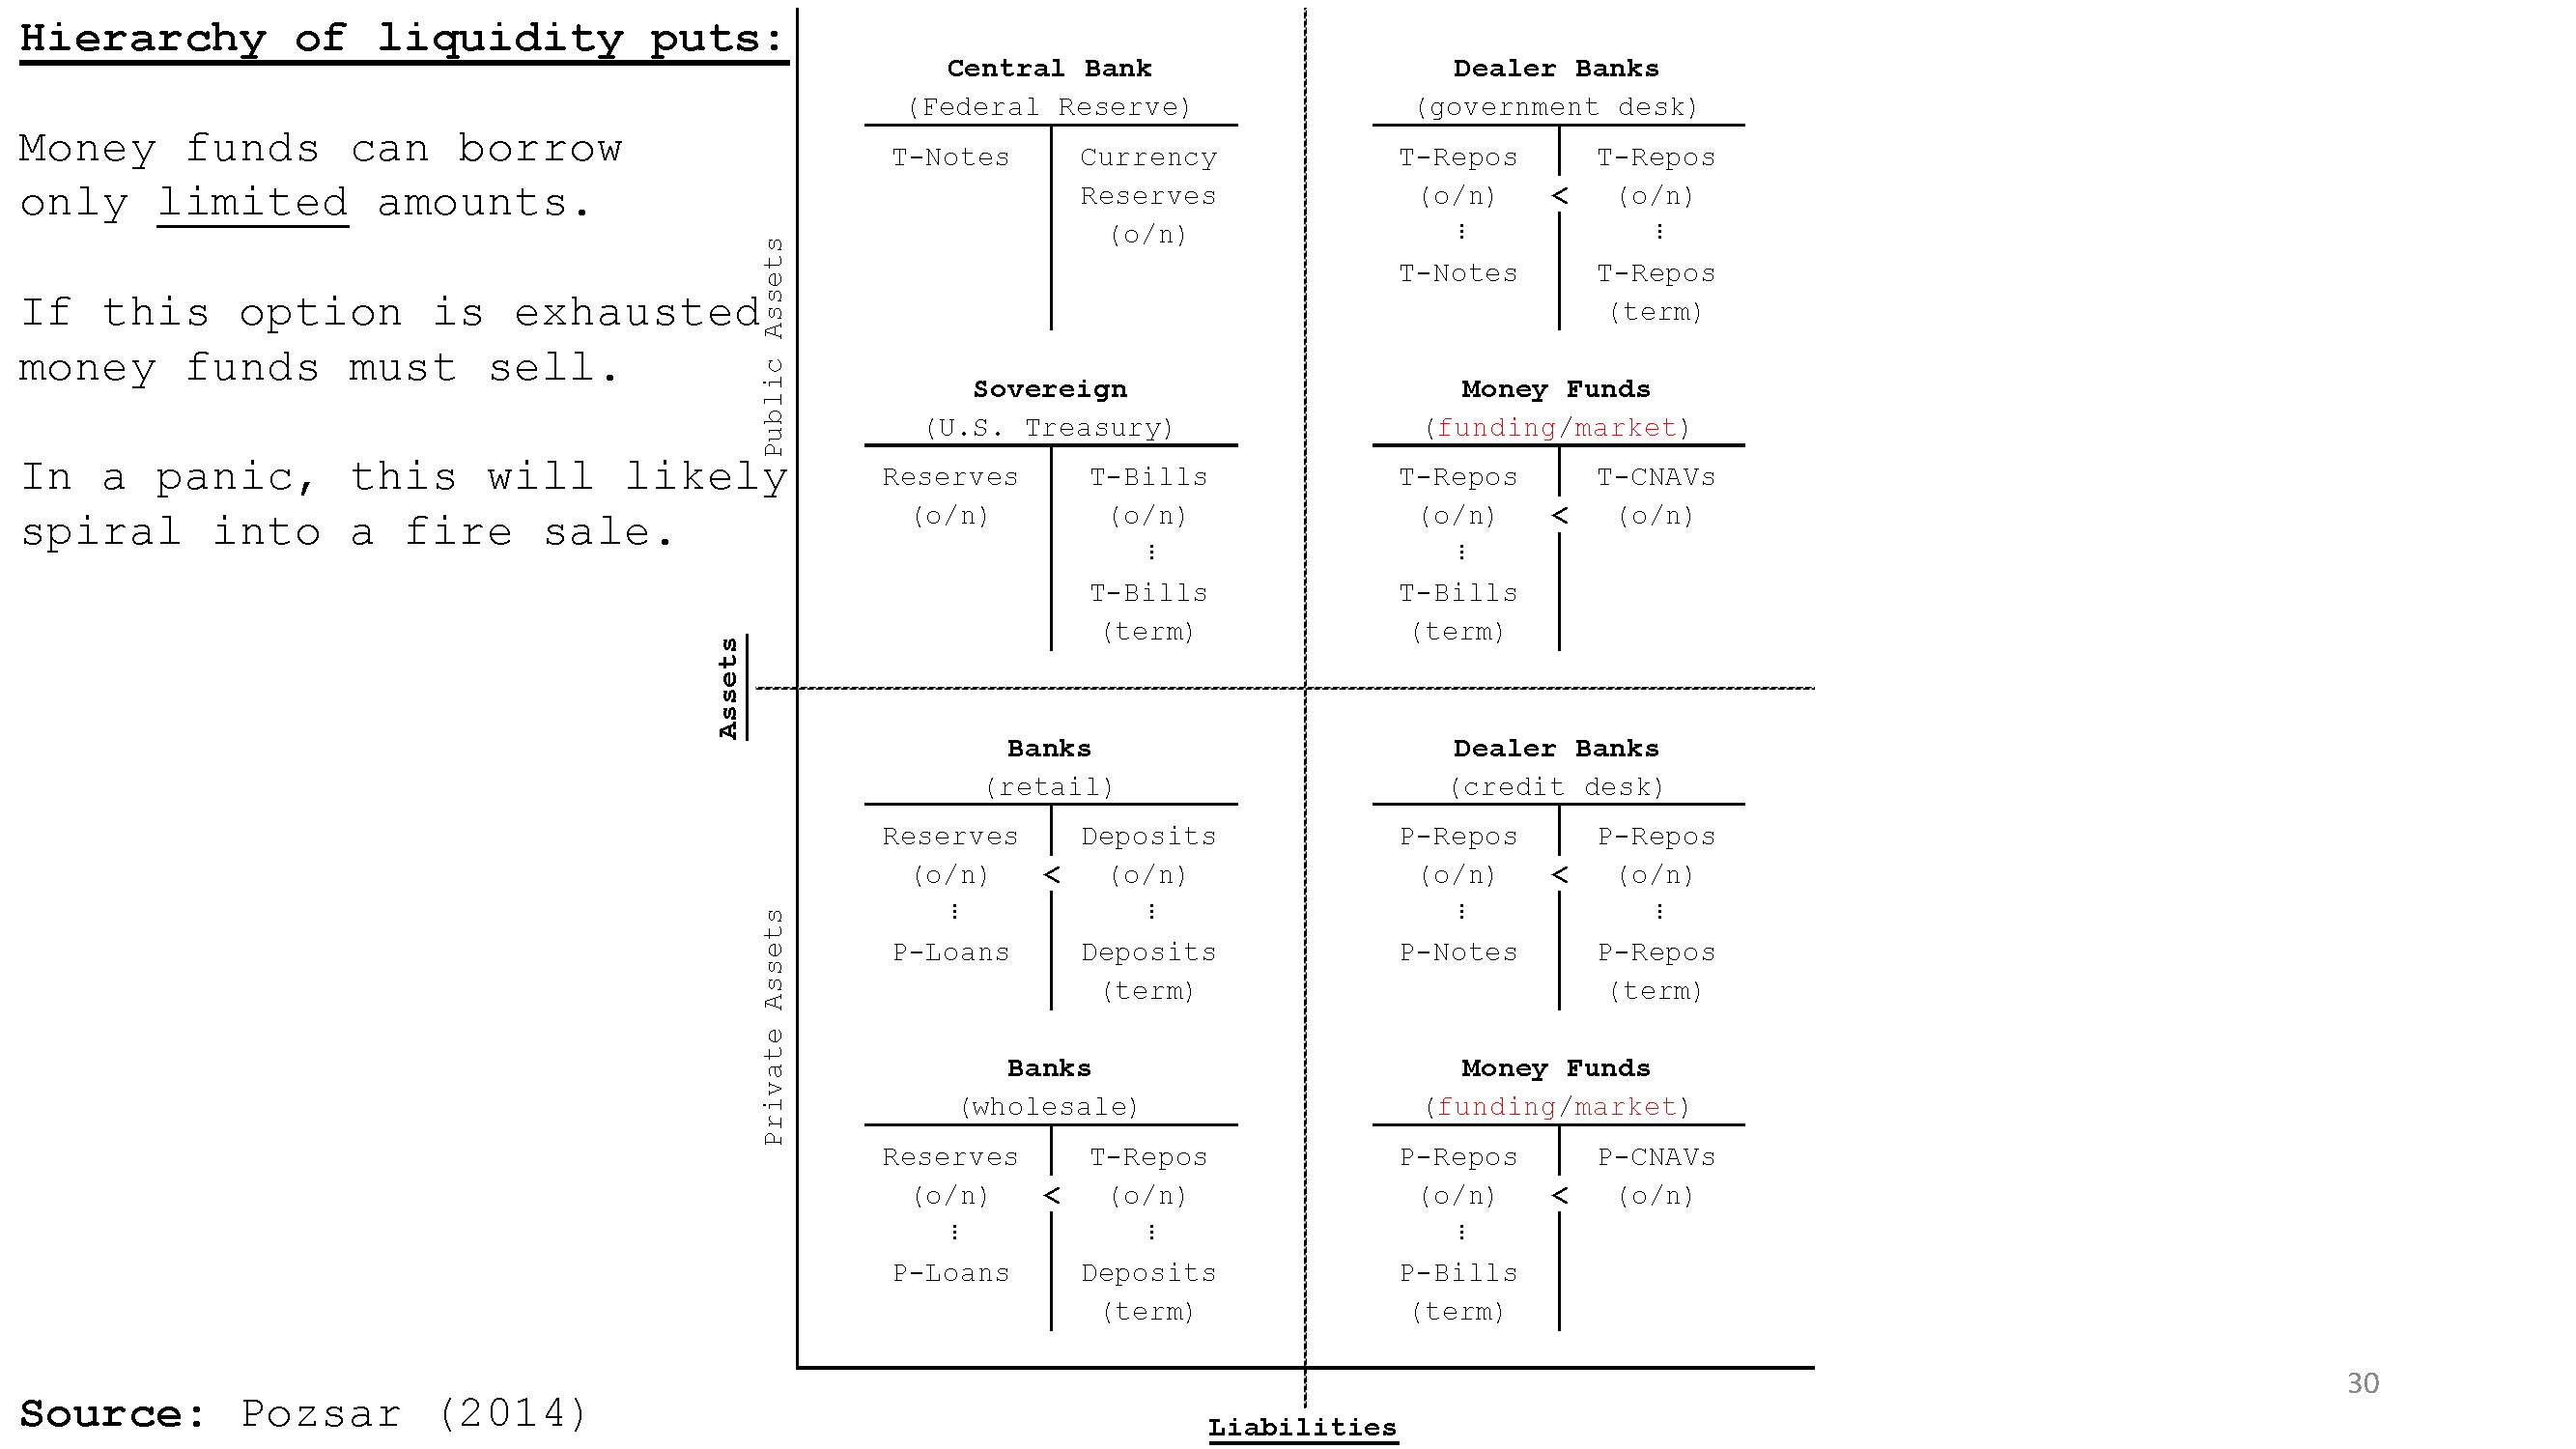 Hierarchy of liquidity puts:
Money funds can borrow
only limited amounts.
If this option is exhausted
money funds must sell.
In a panic, this will likely
spiral into a fire sale.
Source: Pozsar (2014)
Assets
Public Assets
Private Assets
Central Bank
(Federal Reserve)
T-Notes Currency
Reserves
(o/n)
Dealer Banks
(government desk)
T-Repos T-Repos
(o/n) < (o/n)
⋮ ⋮
T-Notes T-Repos
(term)
Sovereign
(U.S. Treasury)
Reserves T-Bills
(o/n) (o/n)
⋮
T-Bills
(term)
Money Funds
(funding/market)
T-Repos T-CNAVs
(o/n) < (o/n)
⋮
T-Bills
(term)
Banks
(retail)
Reserves Deposits
(o/n) < (o/n)
⋮ ⋮
P-Loans Deposits
(term)
Dealer Banks
(credit desk)
P-Repos P-Repos
(o/n) < (o/n)
⋮ ⋮
P-Notes P-Repos
(term)
Banks
(wholesale)
Reserves T-Repos
(o/n) < (o/n)
⋮ ⋮
P-Loans Deposits
(term)
Money Funds
(funding/market)
P-Repos P-CNAVs
(o/n) < (o/n)
⋮
P-Bills
(term)
Liabilities
30